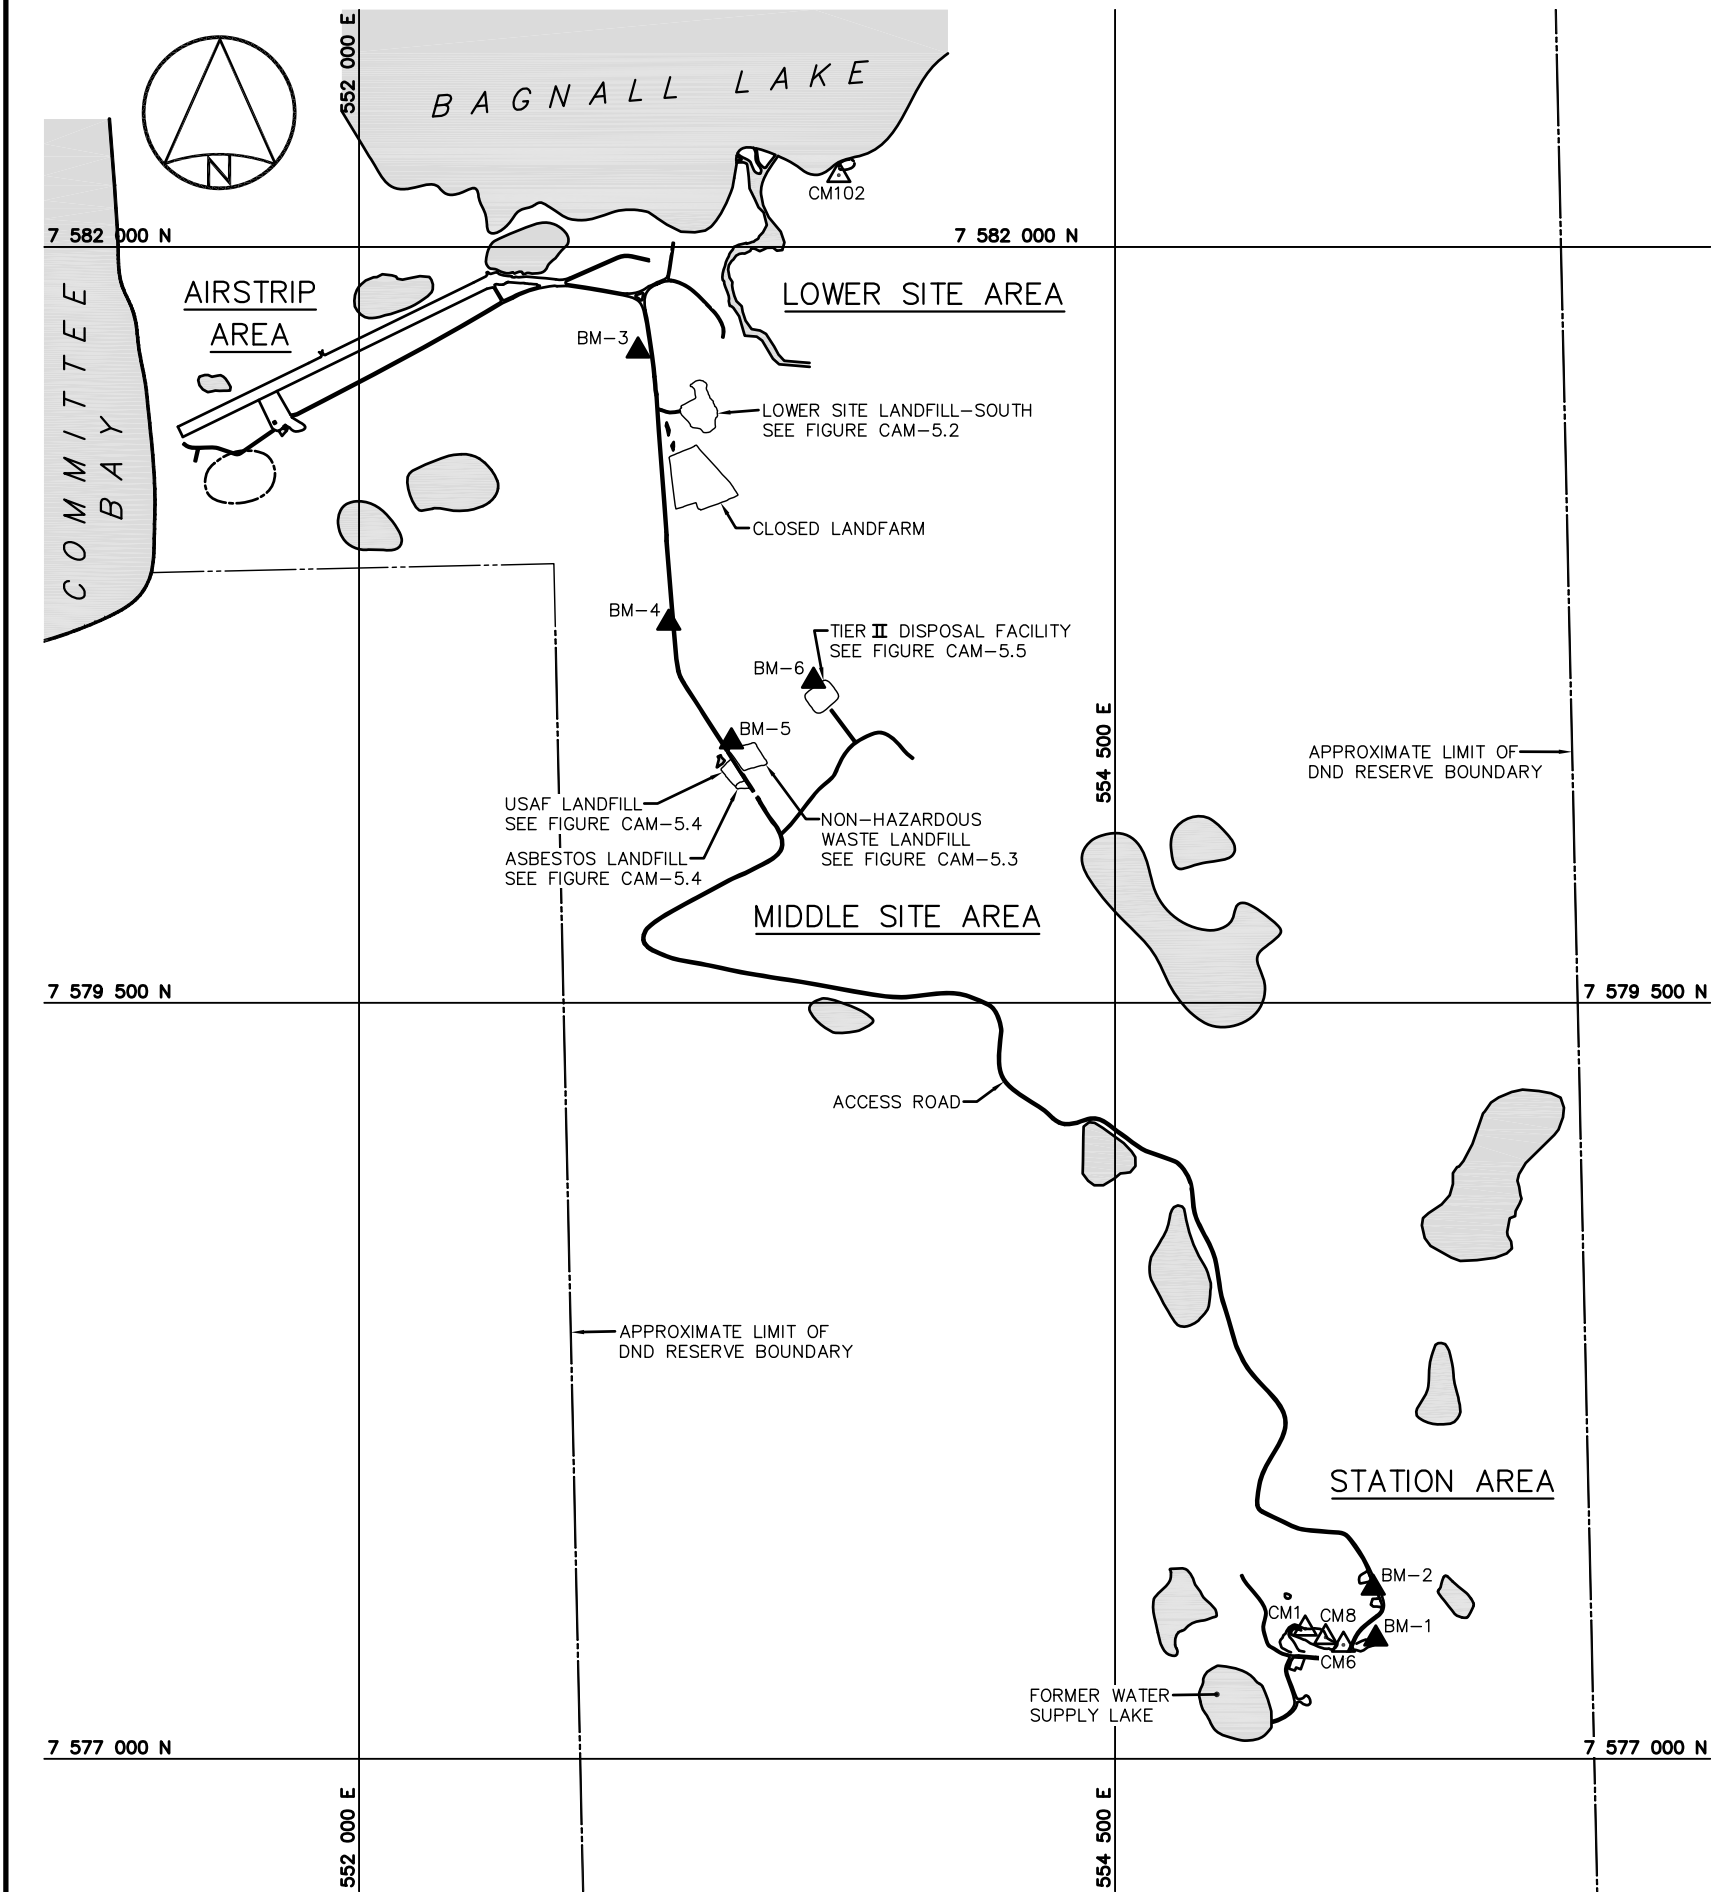 552 000 E
BAGNALL LAKE
N
CM102
7 582 000 N
7 582 000 N
COMMITTEE
BAY
AIRSTRIP
AREA
LOWER SITE AREA
BM-3
LOWER SITE LANDFILL-SOUTH
SEE FIGURE CAM-5.2
CLOSED LANDFARM
BM-4
TIER II DISPOSAL FACILITY
SEE FIGURE CAM-5.5
BM-6
BM-5
554 500 E
APPROXIMATE LIMIT OF
DND RESERVE BOUNDARY
USAF LANDFILL
SEE FIGURE CAM-5.4
ASBESTOS LANDFILL
SEE FIGURE CAM-5.4
NON-HAZARDOUS
WASTE LANDFILL
SEE FIGURE CAM-5.3
MIDDLE SITE AREA
7 579 500 N
7 579 500 N
ACCESS ROAD
APPROXIMATE LIMIT OF
DND RESERVE BOUNDARY
STATION AREA
BM-2
CM1
CM8
BM-1
CM6
FORMER WATER
SUPPLY LAKE
7 577 000 N
7 577 000 N
552 000 E
554 500 E